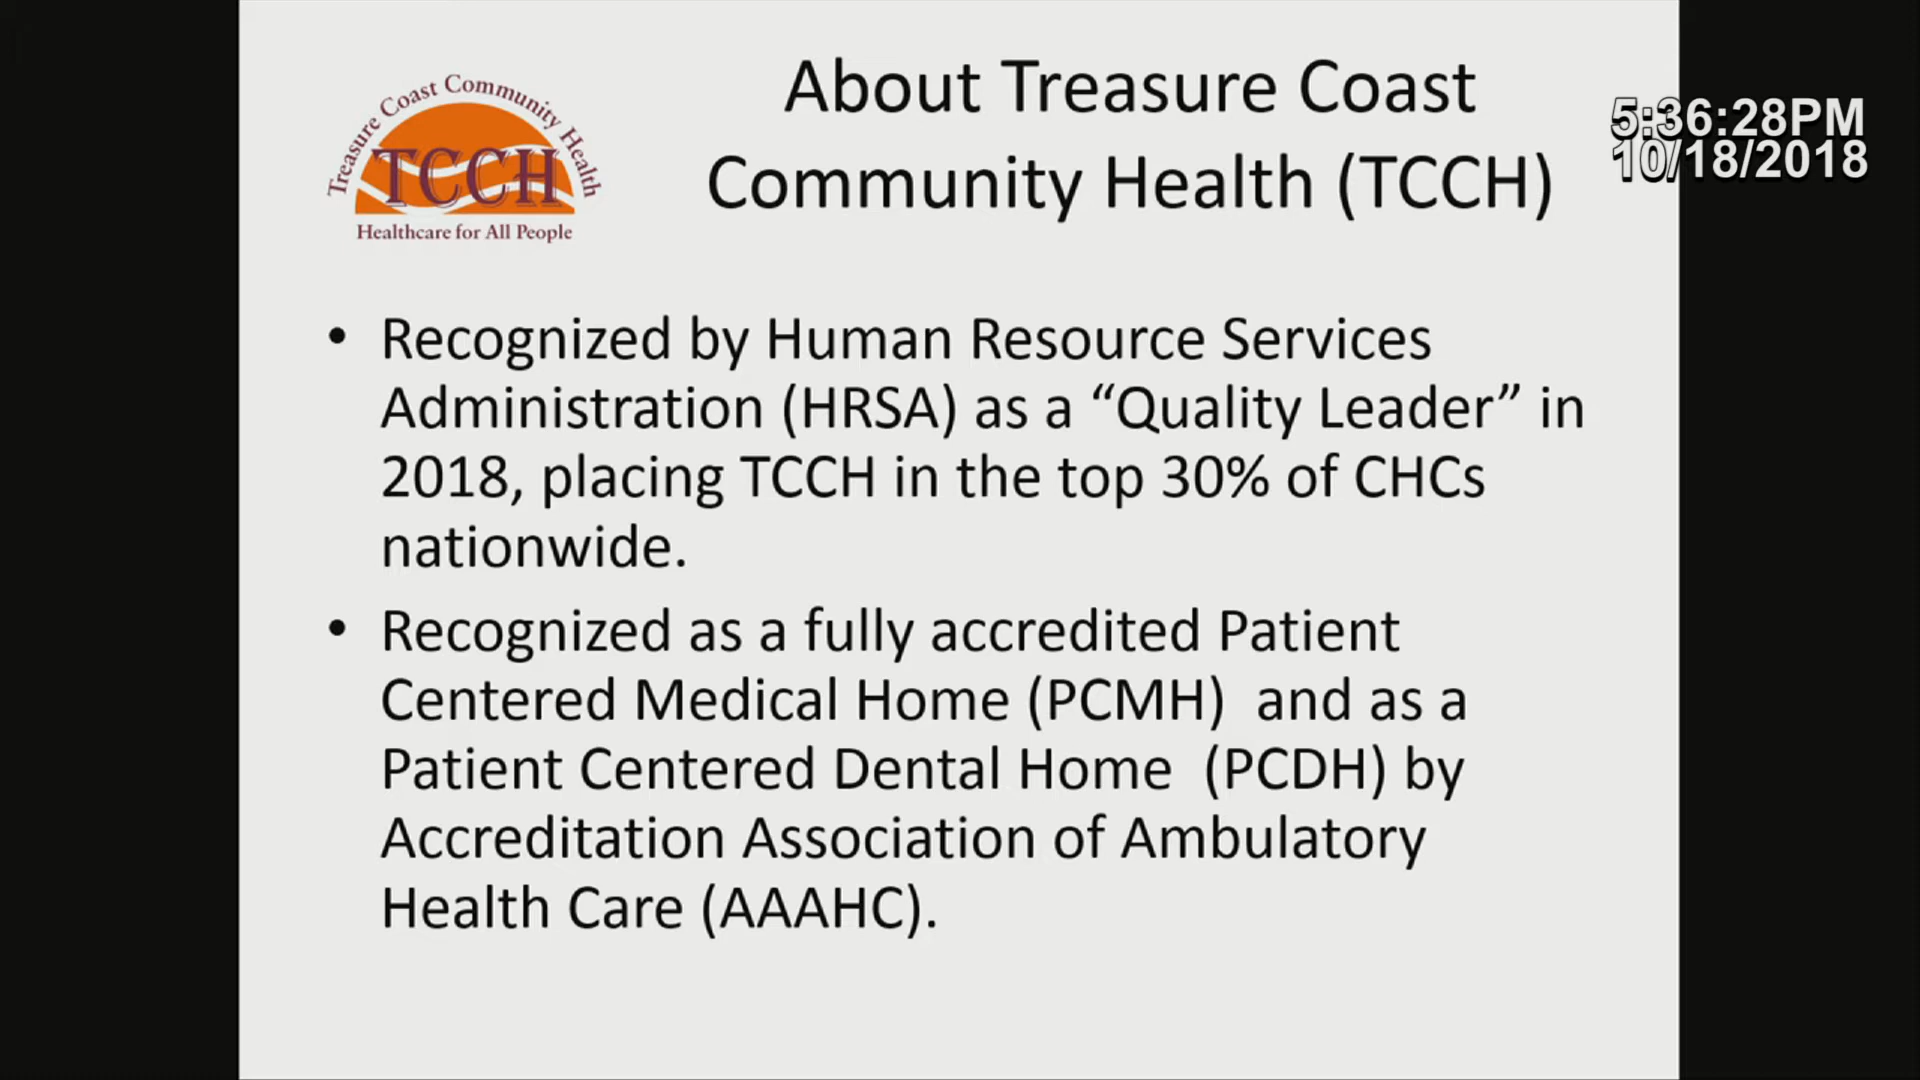 Treasure Coast Community Health
TCCH
Healthcare for All People
About Treasure Coast
Community Health (TCCH)
5:36:28PM
10/18/2018
• Recognized by Human Resource Services
Administration (HRSA) as a “Quality Leader” in
2018, placing TCCH in the top 30% of CHCs
nationwide.
• Recognized as a fully accredited Patient
Centered Medical Home (PCMH)  and as a
Patient Centered Dental Home  (PCDH) by
Accreditation Association of Ambulatory
Health Care (AAAHC).